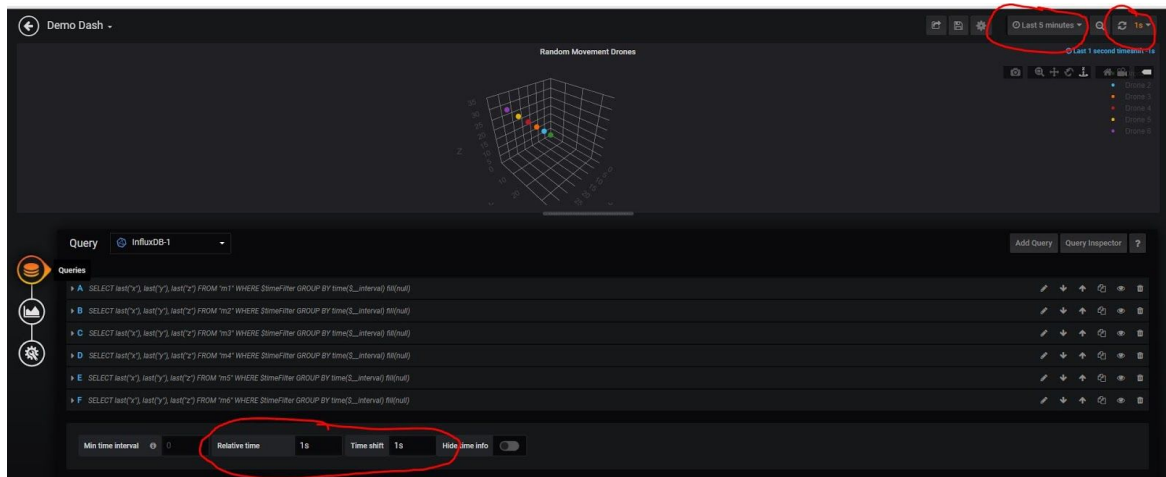 Demo Dash
Last 5 minutes
1s
Random Movement Drones
Last 1 second timeshift -1s
Drone 2
Drone 3
Drone 4
Drone 5
Drone 6
Z
Query
InfluxDB-1
Add Query
Query Inspector
?
Queries
A SELECT last("x"), last("y"), last("z") FROM "m1" WHERE $timeFilter GROUP BY time($__interval) fill(null)
B SELECT last("x"), last("y"), last("z") FROM "m2" WHERE $timeFilter GROUP BY time($__interval) fill(null)
C SELECT last("x"), last("y"), last("z") FROM "m3" WHERE $timeFilter GROUP BY time($__interval) fill(null)
D SELECT last("x"), last("y"), last("z") FROM "m4" WHERE $timeFilter GROUP BY time($__interval) fill(null)
E SELECT last("x"), last("y"), last("z") FROM "m5" WHERE $timeFilter GROUP BY time($__interval) fill(null)
F SELECT last("x"), last("y"), last("z") FROM "m6" WHERE $timeFilter GROUP BY time($__interval) fill(null)
Min time interval 0 Relative time 1s Time shift 1s Hide time info